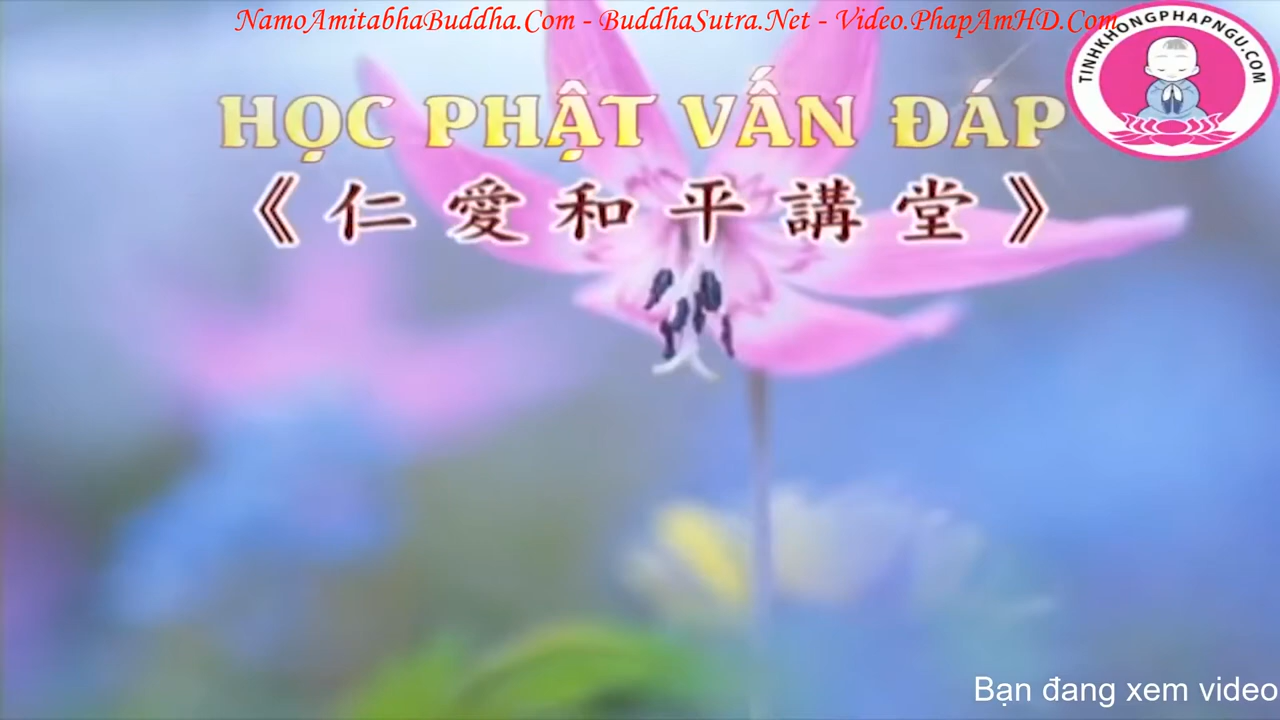 NamoAmitabhaBuddha.Com - BuddhaSutra.Net - Video.PhapAmHD.Com
TINHKHONGPHAPNGU.COM
HỌC PHẬT VẤN ĐÁP
《仁愛和平講堂》
Bạn đang xem video